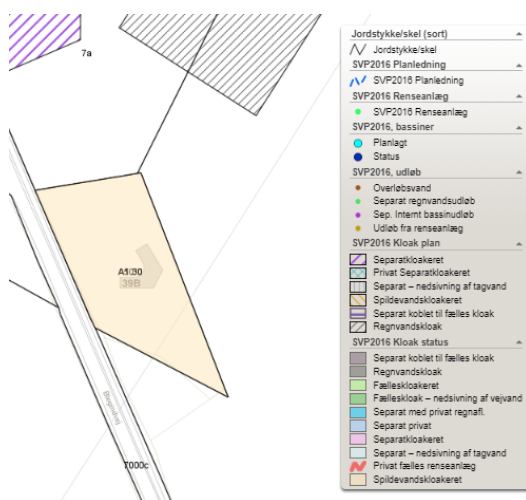 7a
39B
7000c
Jordstykke/skel (sort)
Jordstykke/skel
SVP2016 Planledning
SVP2016 Planledning
SVP2016 Renseanlæg
SVP2016 Renseanlæg
SVP2016, bassiner
Planlagt
Status
SVP2016, udløb
Overløbsvand
Separat regnvandsudløb
Sep. Internt bassinudløb
Udløb fra renseanlæg
SVP2016 Kloak plan
Separatkloakeret
Privat Separatkloakeret
Separat – nedsivning af tagvand
Spildevandskloakeret
Separat koblet til fælles kloak
Regnvandskloak
SVP2016 Kloak status
Separat koblet til fælles kloak
Regnvandskloak
Fælleskloakeret
Fælleskloak – nedsivning af vejvand
Separat med privat regnafl.
Separat privat
Separatkloakeret
Separat – nedsivning af tagvand
Privat fælles renseanlæg
Spildevandskloakeret